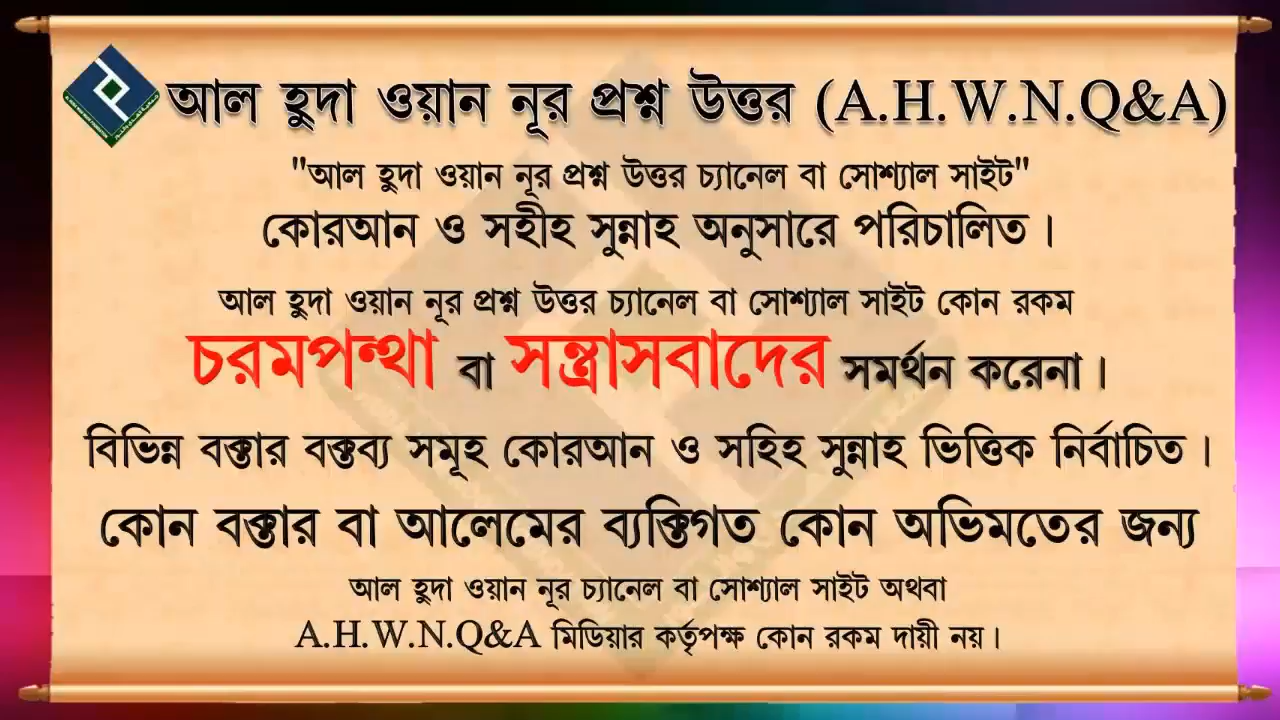 আল হুদা ওয়ান নূর প্রশ্ন উত্তর (A.H.W.N.Q&A)
"আল হুদা ওয়ান নূর প্রশ্ন উত্তর চ্যানেল বা সোশ্যাল সাইট"
কোরআন ও সহীহ সুন্নাহ অনুসারে পরিচালিত।
আল হুদা ওয়ান নূর প্রশ্ন উত্তর চ্যানেল বা সোশ্যাল সাইট কোন রকম
চরমপন্থা বা সন্ত্রাসবাদের সমর্থন করেনা।
বিভিন্ন বক্তার বক্তব্য সমূহ কোরআন ও সহিহ সুন্নাহ ভিত্তিক নির্বাচিত।
কোন বক্তার বা আলেমের ব্যক্তিগত কোন অভিমতের জন্য
আল হুদা ওয়ান নূর চ্যানেল বা সোশ্যাল সাইট অথবা
A.H.W.N.Q&A মিডিয়ার কর্তৃপক্ষ কোন রকম দায়ী নয়।